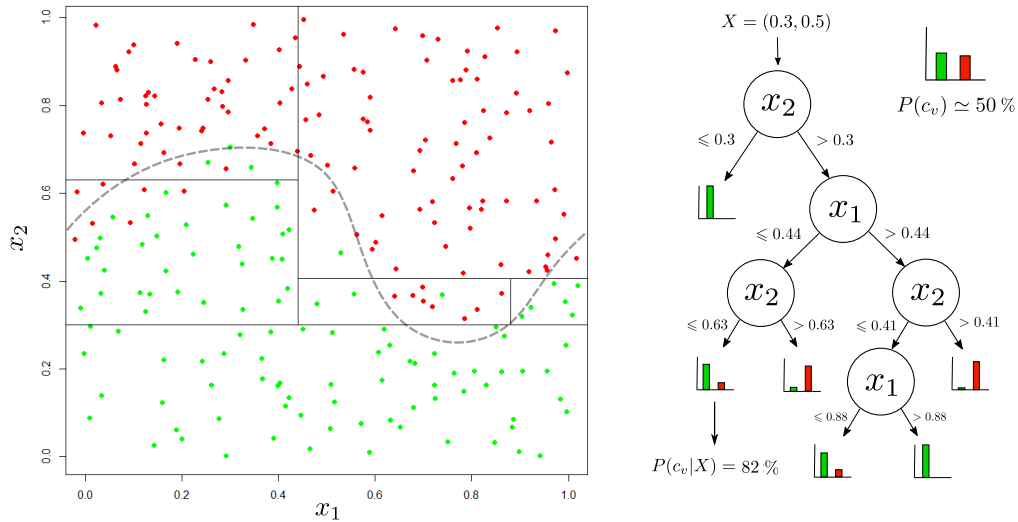 1.0
0.8
0.6
0.4
0.2
0.0
x₂
0.0 0.2 0.4 0.6 0.8 1.0
x₁
X = (0.3, 0.5)
P(cᵥ) ≃ 50 %
x₂
⩽ 0.3 > 0.3
x₁
⩽ 0.44 > 0.44
x₂ x₂
⩽ 0.63 > 0.63 ⩽ 0.41 > 0.41
x₁
⩽ 0.88 > 0.88
P(cᵥ|X) = 82 %